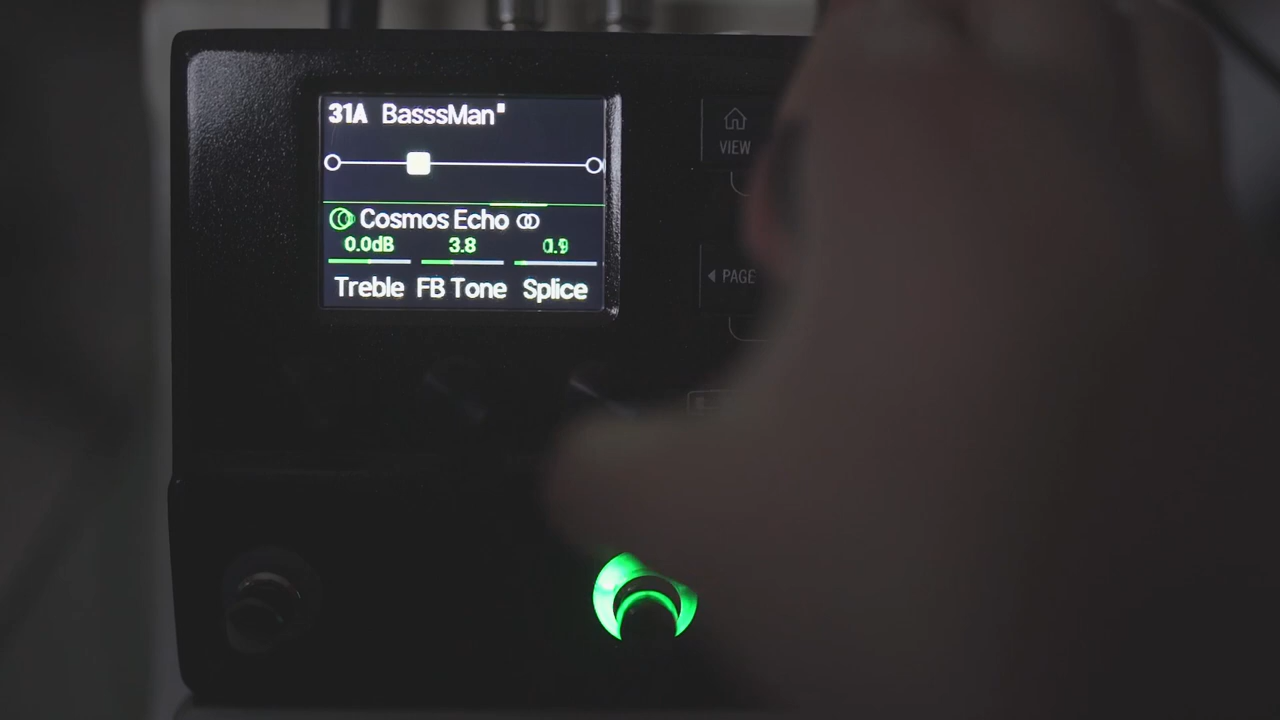 31A BasssMan
VIEW
Cosmos Echo
0.0dB 3.8
Treble FB Tone Splice
PAGE